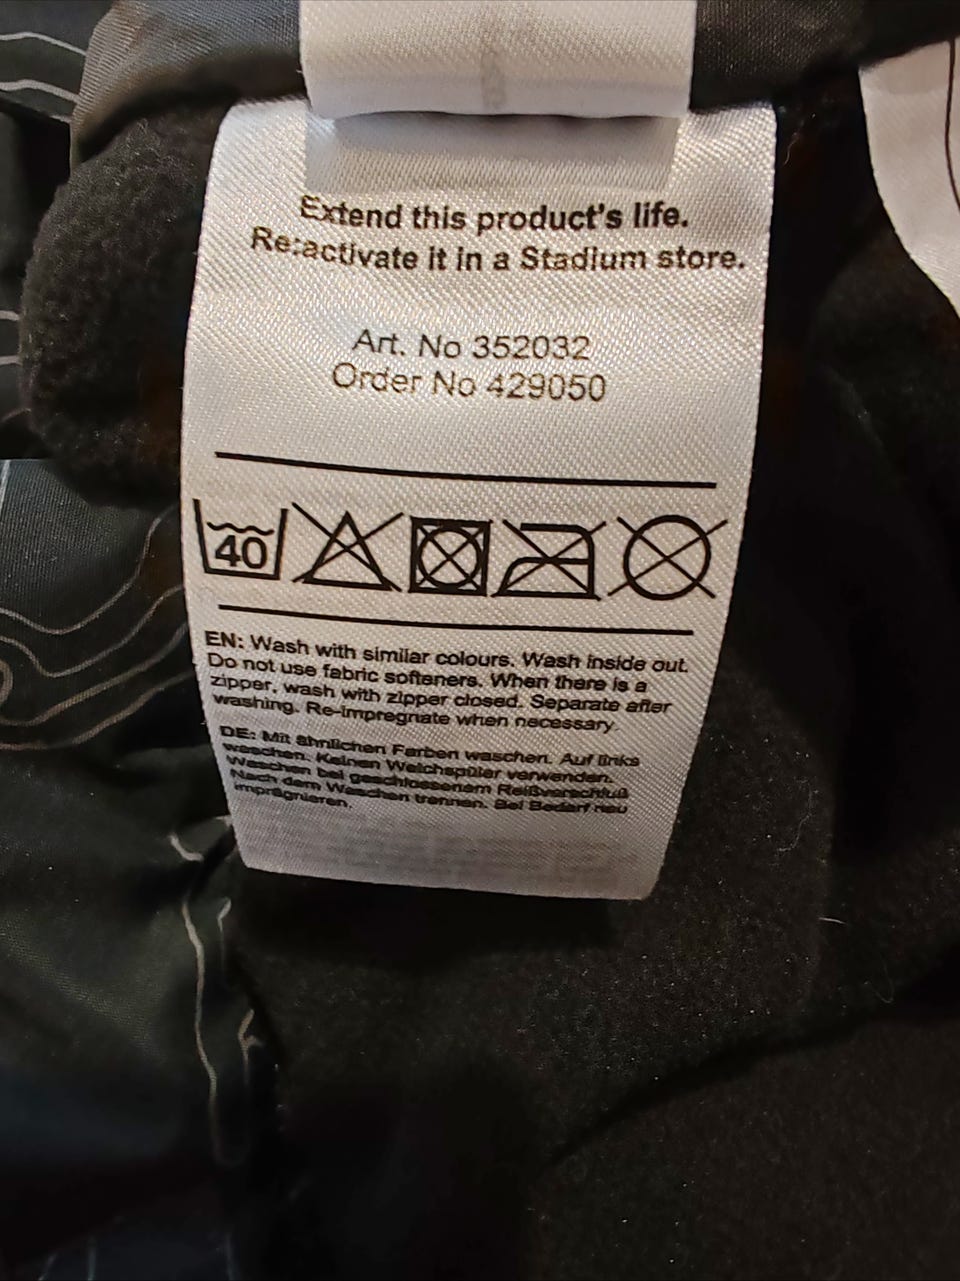 Extend this product's life.
Re:activate it in a Stadium store.
Art. No 352032
Order No 429050
40
EN: Wash with similar colours. Wash inside out.
Do not use fabric softeners. When there is a
zipper, wash with zipper closed. Separate after
washing. Re-impregnate when necessary.
DE: Mit ähnlichen Farben waschen. Auf links
waschen. Keinen Weichspüler verwenden.
Waschen bei geschlossenem Reißverschluß
Nach dem Waschen trennen. Bei Bedarf neu
imprägnieren.